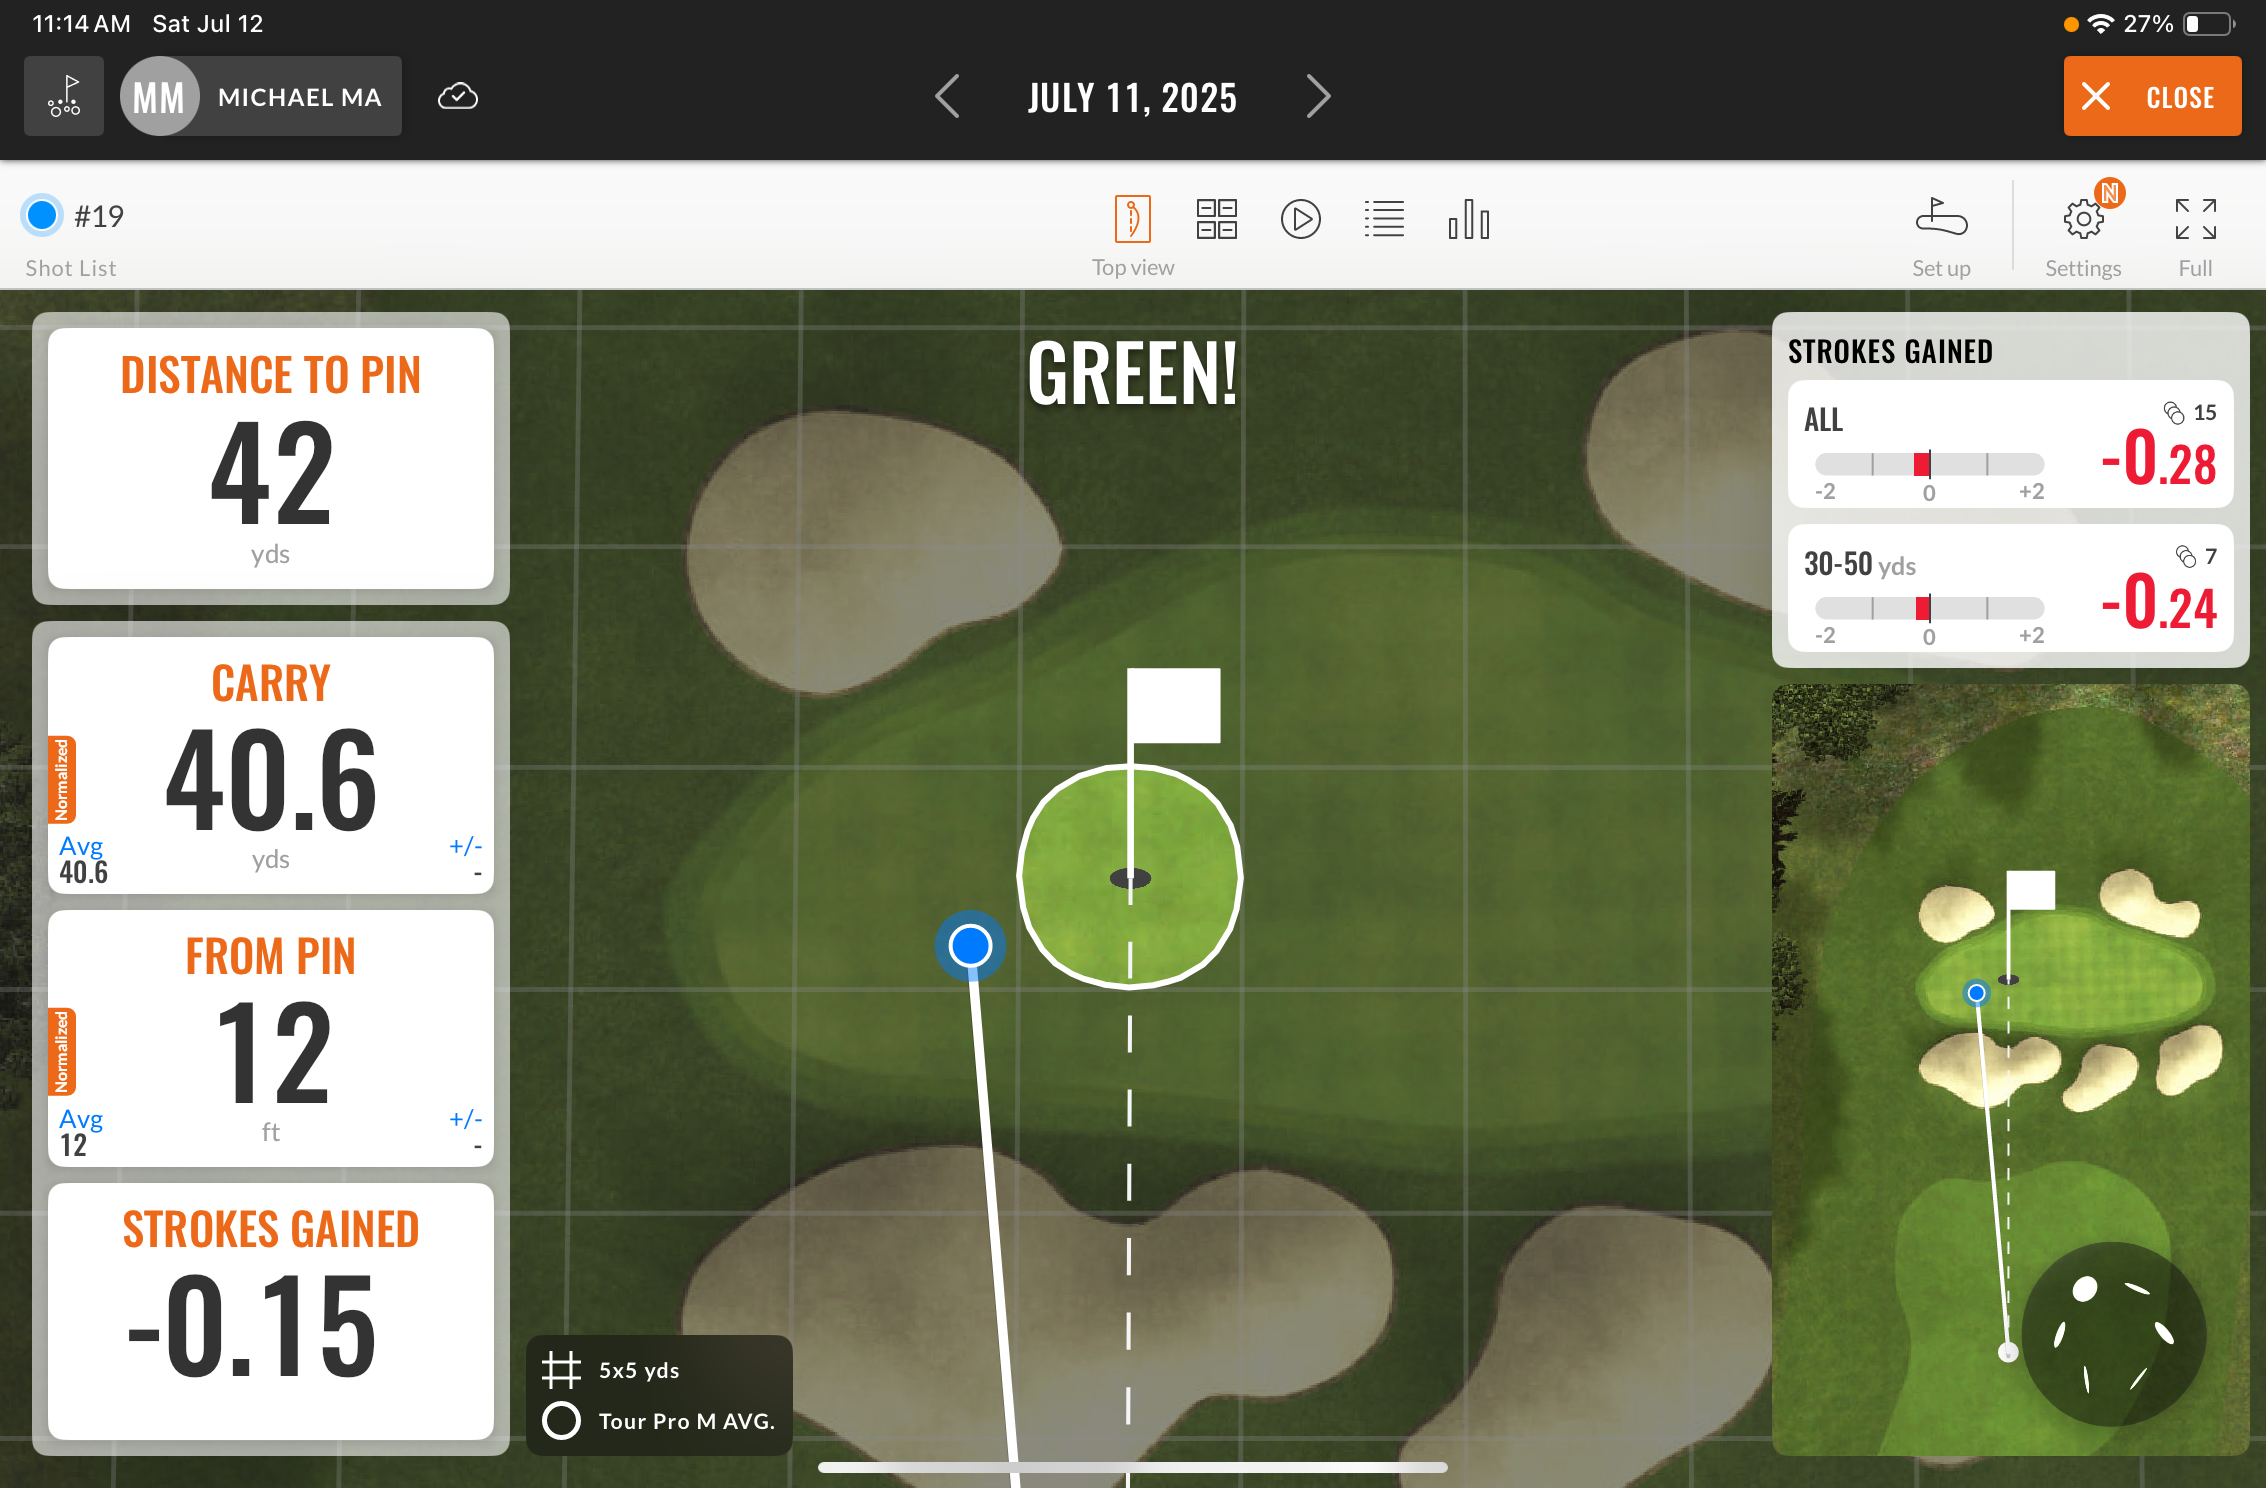 11:14 AM Sat Jul 12
27%
MM MICHAEL MA
JULY 11, 2025
CLOSE
#19
Shot List
Top view
Set up
N
Settings
Full
DISTANCE TO PIN
42
yds
CARRY
Normalized
40.6
yds
Avg
40.6
+/-
-
FROM PIN
Normalized
12
ft
Avg
12
+/-
-
STROKES GAINED
-0.15
GREEN!
5x5 yds
Tour Pro M AVG.
STROKES GAINED
ALL
15
-0.28
-2 0 +2
30-50 yds
7
-0.24
-2 0 +2